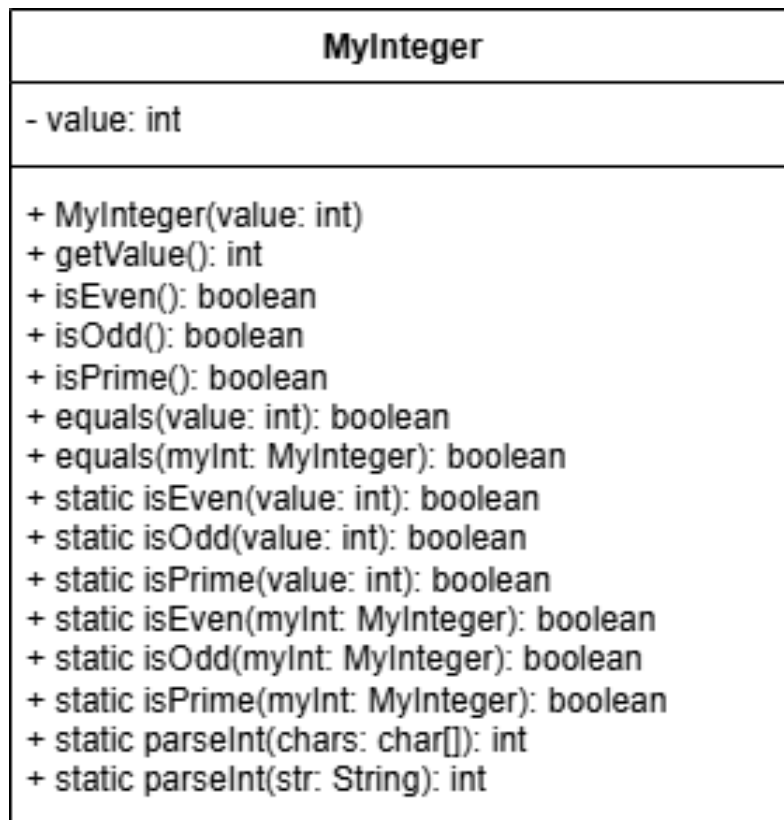 MyInteger
- value: int
+ MyInteger(value: int)
+ getValue(): int
+ isEven(): boolean
+ isOdd(): boolean
+ isPrime(): boolean
+ equals(value: int): boolean
+ equals(myInt: MyInteger): boolean
+ static isEven(value: int): boolean
+ static isOdd(value: int): boolean
+ static isPrime(value: int): boolean
+ static isEven(myInt: MyInteger): boolean
+ static isOdd(myInt: MyInteger): boolean
+ static isPrime(myInt: MyInteger): boolean
+ static parseInt(chars: char[]): int
+ static parseInt(str: String): int